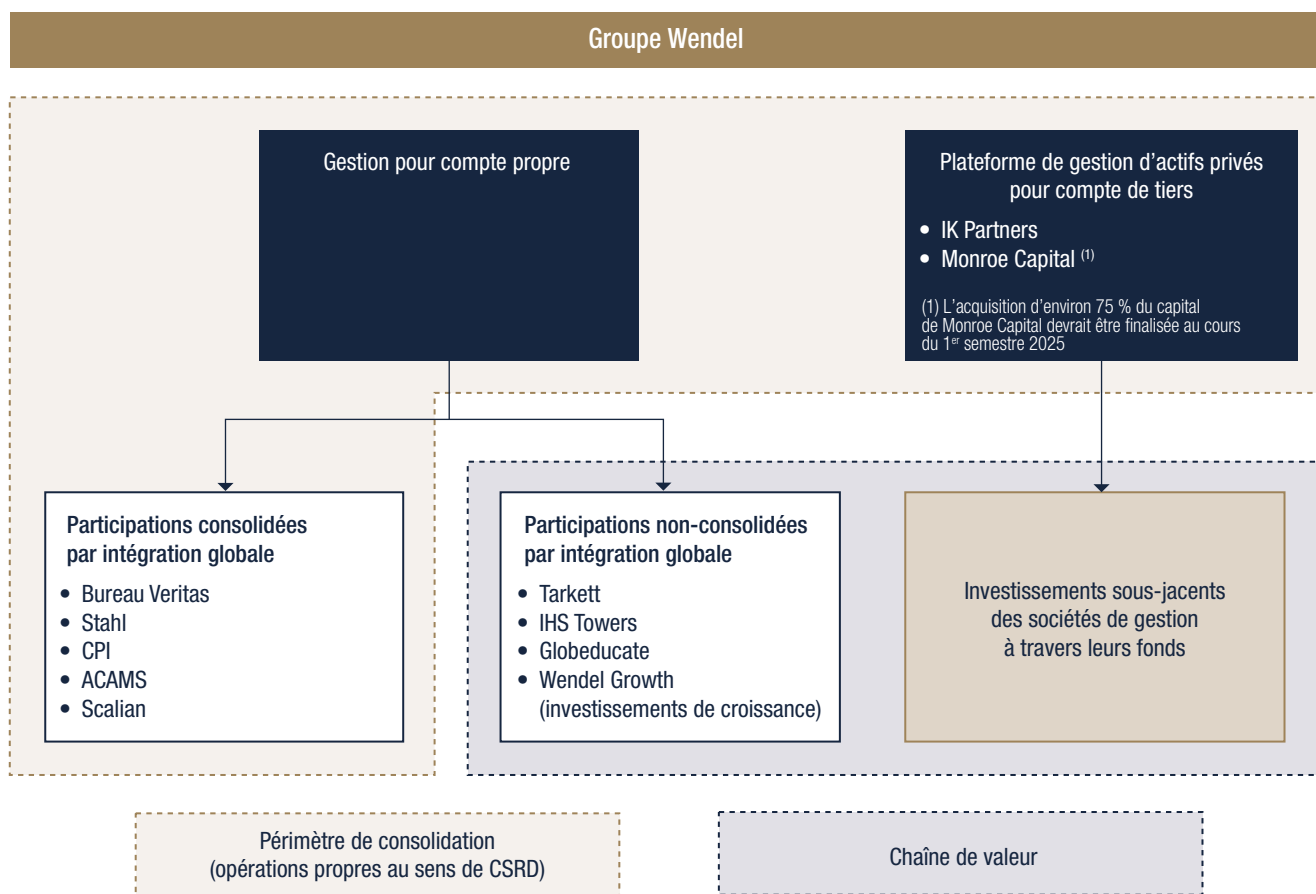 Groupe Wendel
Gestion pour compte propre
Plateforme de gestion d'actifs privés
pour compte de tiers
• IK Partners
• Monroe Capital (1)
(1) L'acquisition d'environ 75 % du capital
de Monroe Capital devrait être finalisée au cours
du 1er semestre 2025
Participations consolidées
par intégration globale
• Bureau Veritas
• Stahl
• CPI
• ACAMS
• Scalian
Participations non-consolidées
par intégration globale
• Tarkett
• IHS Towers
• Globeducate
• Wendel Growth
(investissements de croissance)
Investissements sous-jacents
des sociétés de gestion
à travers leurs fonds
Périmètre de consolidation
(opérations propres au sens de CSRD)
Chaîne de valeur